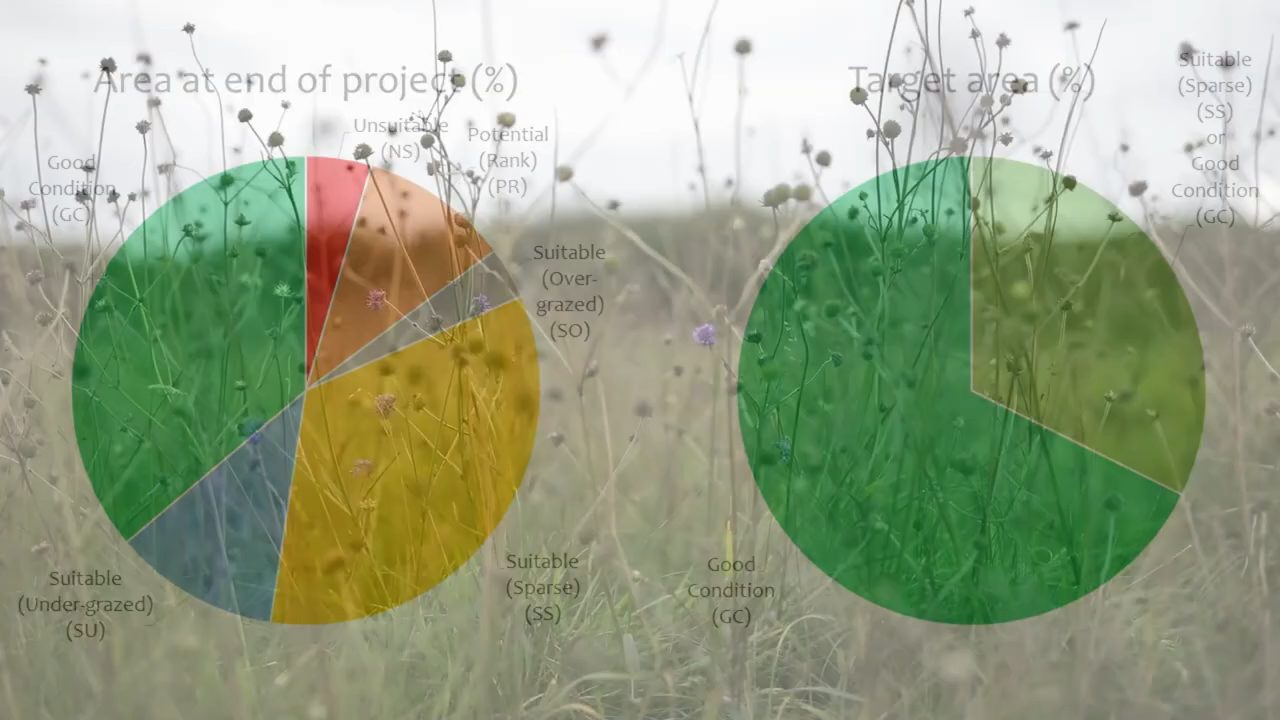 Area at end of project (%)
Good
Condition
(GC)
Unsuitable
(NS)
Potential
(Rank)
(PR)
Suitable
(Over-
grazed)
(SO)
Suitable
(Sparse)
(SS)
Suitable
(Under-grazed)
(SU)
Target area (%)
Suitable
(Sparse)
(SS)
or
Good
Condition
(GC)
Good
Condition
(GC)